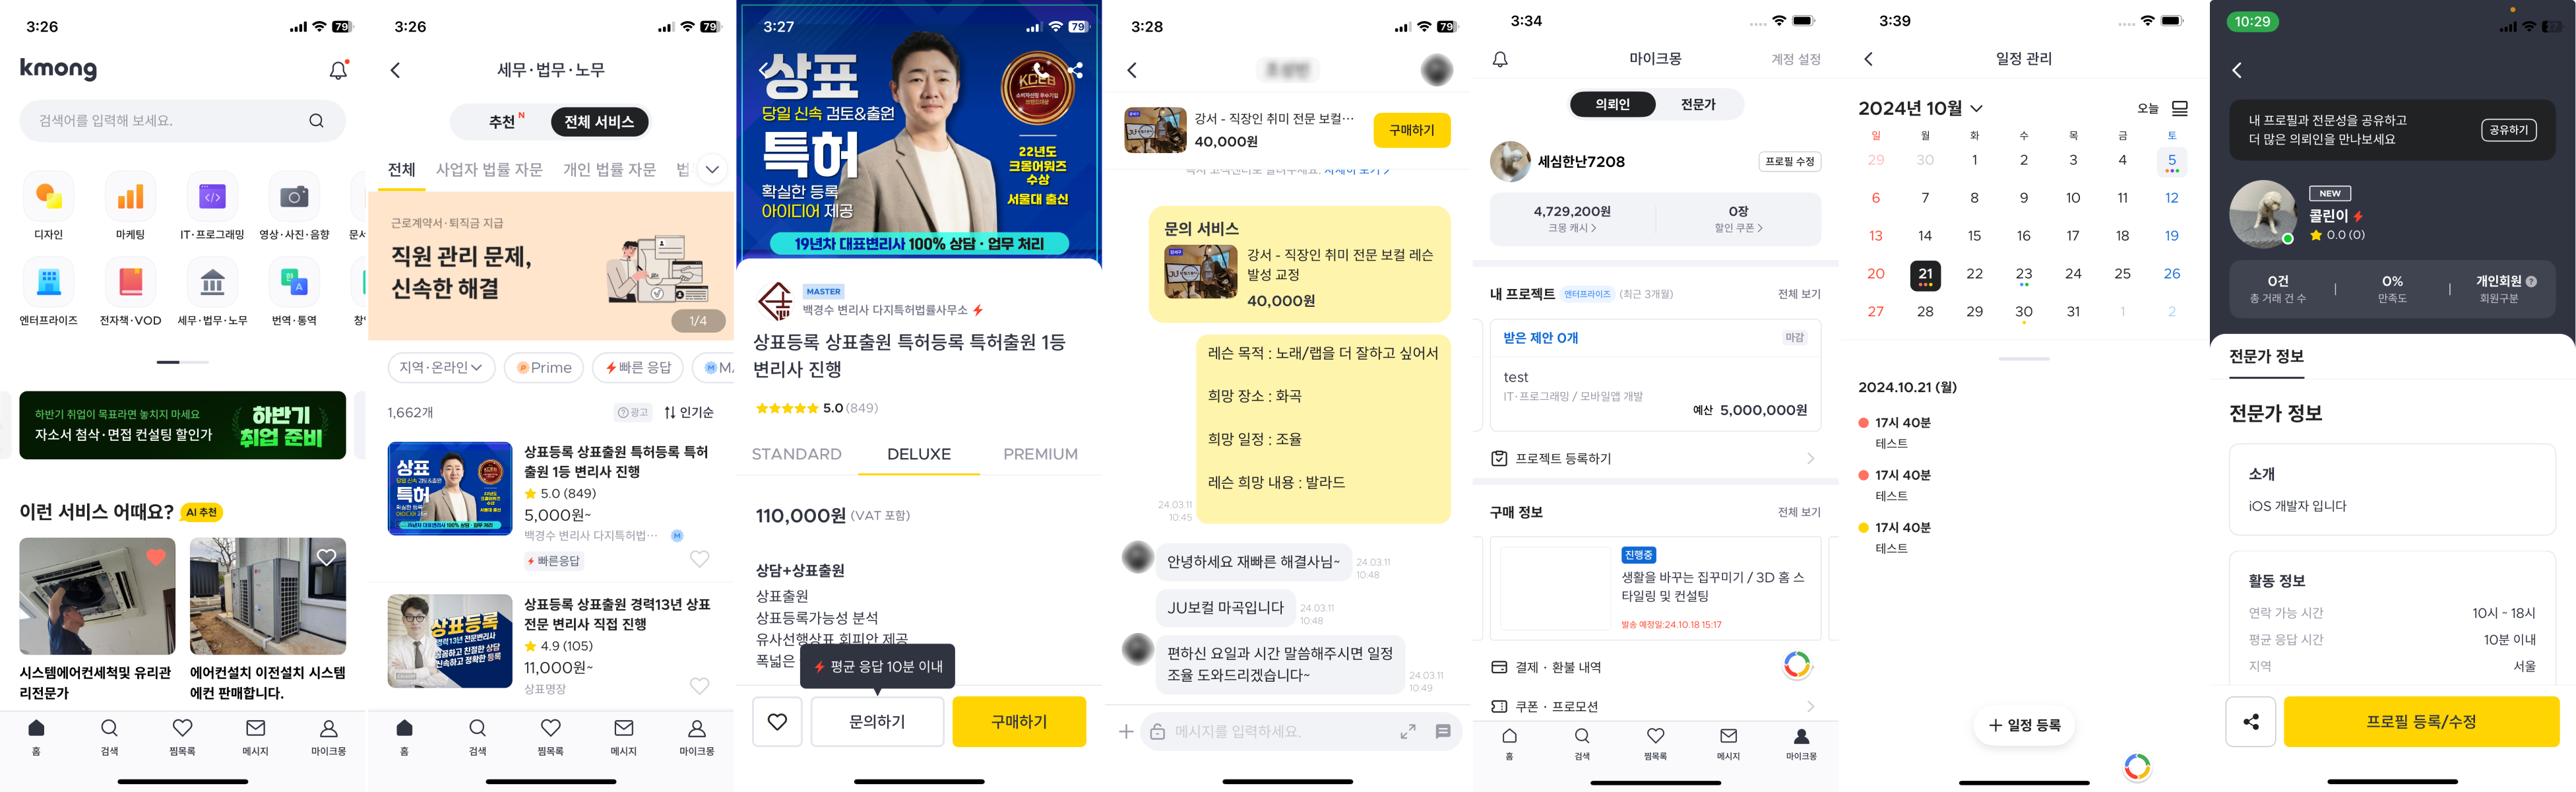 3:26
79
kmong
검색어를 입력해 보세요.
디자인
마케팅
IT·프로그래밍
영상·사진·음향
문서
엔터프라이즈
전자책·VOD
세무·법무·노무
번역·통역
창
하반기 취업이 목표라면 놓치지 마세요
자소서 첨삭·면접 컨설팅 할인가
하반기
취업 준비
이런 서비스 어때요?
AI 추천
시스템에어컨세척및 유리관
리전문가
에어컨설치 이전설치 시스템
에컨 판매합니다.
홈
검색
찜목록
메시지
마이크몽
3:26
79
세무·법무·노무
추천 N
전체 서비스
전체
사업자 법률 자문
개인 법률 자문
법
근로계약서·퇴직금 지급
직원 관리 문제,
신속한 해결
1/4
지역·온라인
Prime
빠른 응답
M
1,662개
광고
인기순
상표
당일 신속 검토&출원
특허
확실한 등록
아이디어 제공
상표등록 상표출원 특허등록 특허
출원 1등 변리사 진행
5.0 (849)
5,000원~
백경수 변리사 다지특허법…
M
빠른응답
상표등록
경력13년 전문변리사
상표등록 상표출원 경력13년 상표
전문 변리사 직접 진행
4.9 (105)
11,000원~
상표명장
홈
검색
찜목록
메시지
마이크몽
3:27
79
상표
당일 신속 검토&출원
특허
확실한 등록
아이디어 제공
KCEB
22년도
크몽어워즈
수상
서울대 출신
19년차 대표변리사 100% 상담·업무 처리
MASTER
백경수 변리사 다지특허법률사무소
상표등록 상표출원 특허등록 특허출원 1등
변리사 진행
5.0 (849)
STANDARD
DELUXE
PREMIUM
110,000원 (VAT 포함)
상담+상표출원
상표출원
상표등록가능성 분석
유사선행상표 회피안 제공
폭넓은
평균 응답 10분 이내
문의하기
구매하기
3:28
79
강서 - 직장인 취미 전문 보컬…
40,000원
구매하기
문의 서비스
강서 - 직장인 취미 전문 보컬 레슨
발성 교정
40,000원
레슨 목적 : 노래/랩을 더 잘하고 싶어서
희망 장소 : 화곡
희망 일정 : 조율
레슨 희망 내용 : 발라드
24.03.11
10:45
안녕하세요 재빠른 해결사님~
24.03.11
10:48
JU보컬 마곡입니다
24.03.11
10:48
편하신 요일과 시간 말씀해주시면 일정
조율 도와드리겠습니다~
24.03.11
10:49
메시지를 입력하세요.
3:34
마이크몽
계정 설정
의뢰인
전문가
세심한난7208
프로필 수정
4,729,200원
크몽 캐시
0장
할인 쿠폰
내 프로젝트
엔터프라이즈
(최근 3개월)
전체 보기
받은 제안 0개
마감
test
IT·프로그래밍 / 모바일앱 개발
예산 5,000,000원
프로젝트 등록하기
구매 정보
전체 보기
진행중
생활을 바꾸는 집꾸미기 / 3D 홈 스
타일링 및 컨설팅
발송 예정일:24.10.18 15:17
결제 · 환불 내역
쿠폰 · 프로모션
홈
검색
찜목록
메시지
마이크몽
3:39
일정 관리
2024년 10월
오늘
일 월 화 수 목 금 토
29 30 1 2 3 4 5
6 7 8 9 10 11 12
13 14 15 16 17 18 19
20 21 22 23 24 25 26
27 28 29 30 31 1 2
2024.10.21 (월)
17시 40분
테스트
17시 40분
테스트
17시 40분
테스트
+ 일정 등록
10:29
내 프로필과 전문성을 공유하고
더 많은 의뢰인을 만나보세요
공유하기
NEW
콜린이
0.0 (0)
0건
총 거래 건 수
0%
만족도
개인회원
회원구분
전문가 정보
전문가 정보
소개
iOS 개발자 입니다
활동 정보
연락 가능 시간
10시 ~ 18시
평균 응답 시간
10분 이내
지역
서울
프로필 등록/수정